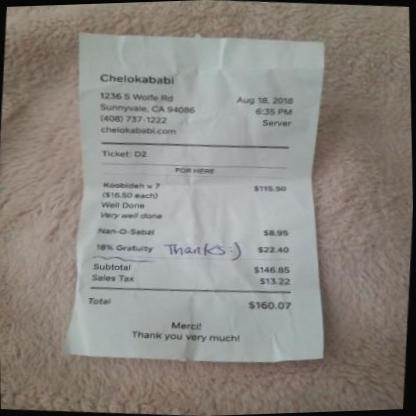 Chelokababi
1236 S Wolfe Rd
Sunnyvale, CA 94086
(408) 737-1222
chelokababi.com
Aug 18, 2018
6:35 PM
Server
Ticket: D2
FOR HERE
Koobideh x 7 $115.50
($16.50 each)
Well Done
Very well done
Nan-O-Sabzi $8.95
18% Gratuity Thanks :) $22.40
Subtotal $146.85
Sales Tax $13.22
Total $160.07
Merci!
Thank you very much!